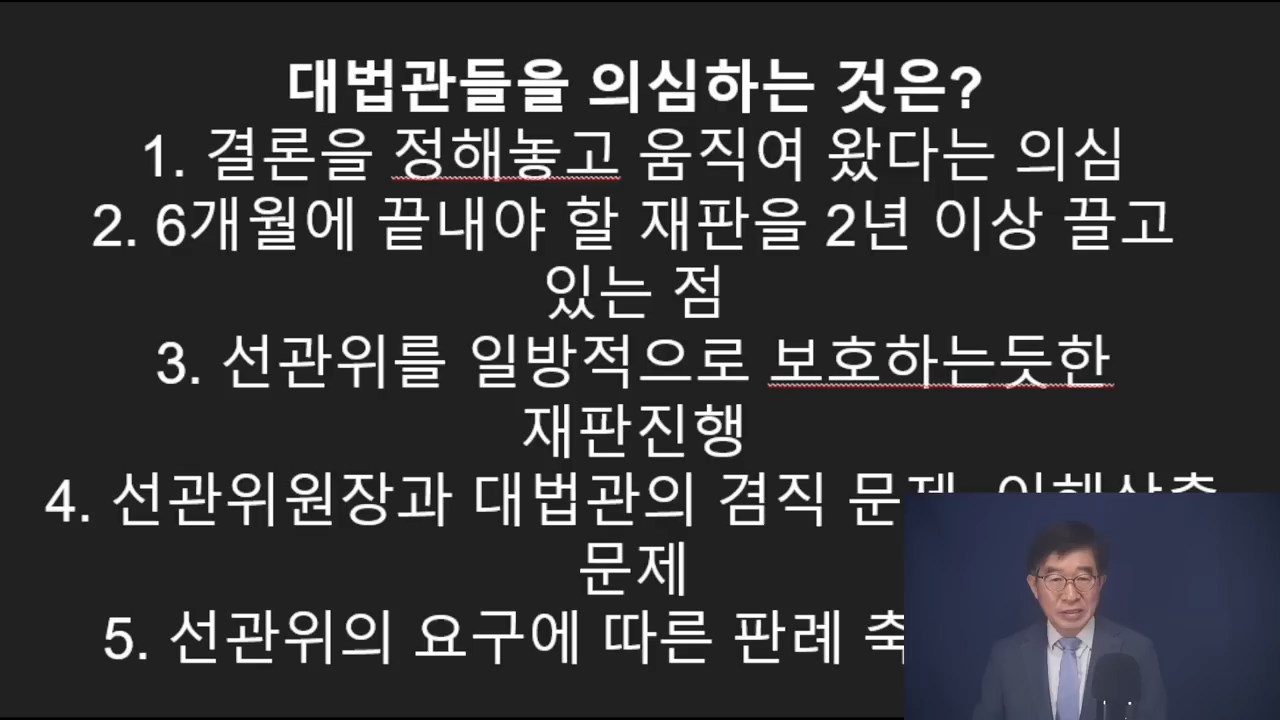 대법관들을 의심하는 것은?
1. 결론을 정해놓고 움직여 왔다는 의심
2. 6개월에 끝내야 할 재판을 2년 이상 끌고
있는 점
3. 선관위를 일방적으로 보호하는듯한
재판진행
4. 선관위원장과 대법관의 겸직 문제, 이해상충
문제
5. 선관위의 요구에 따른 판례